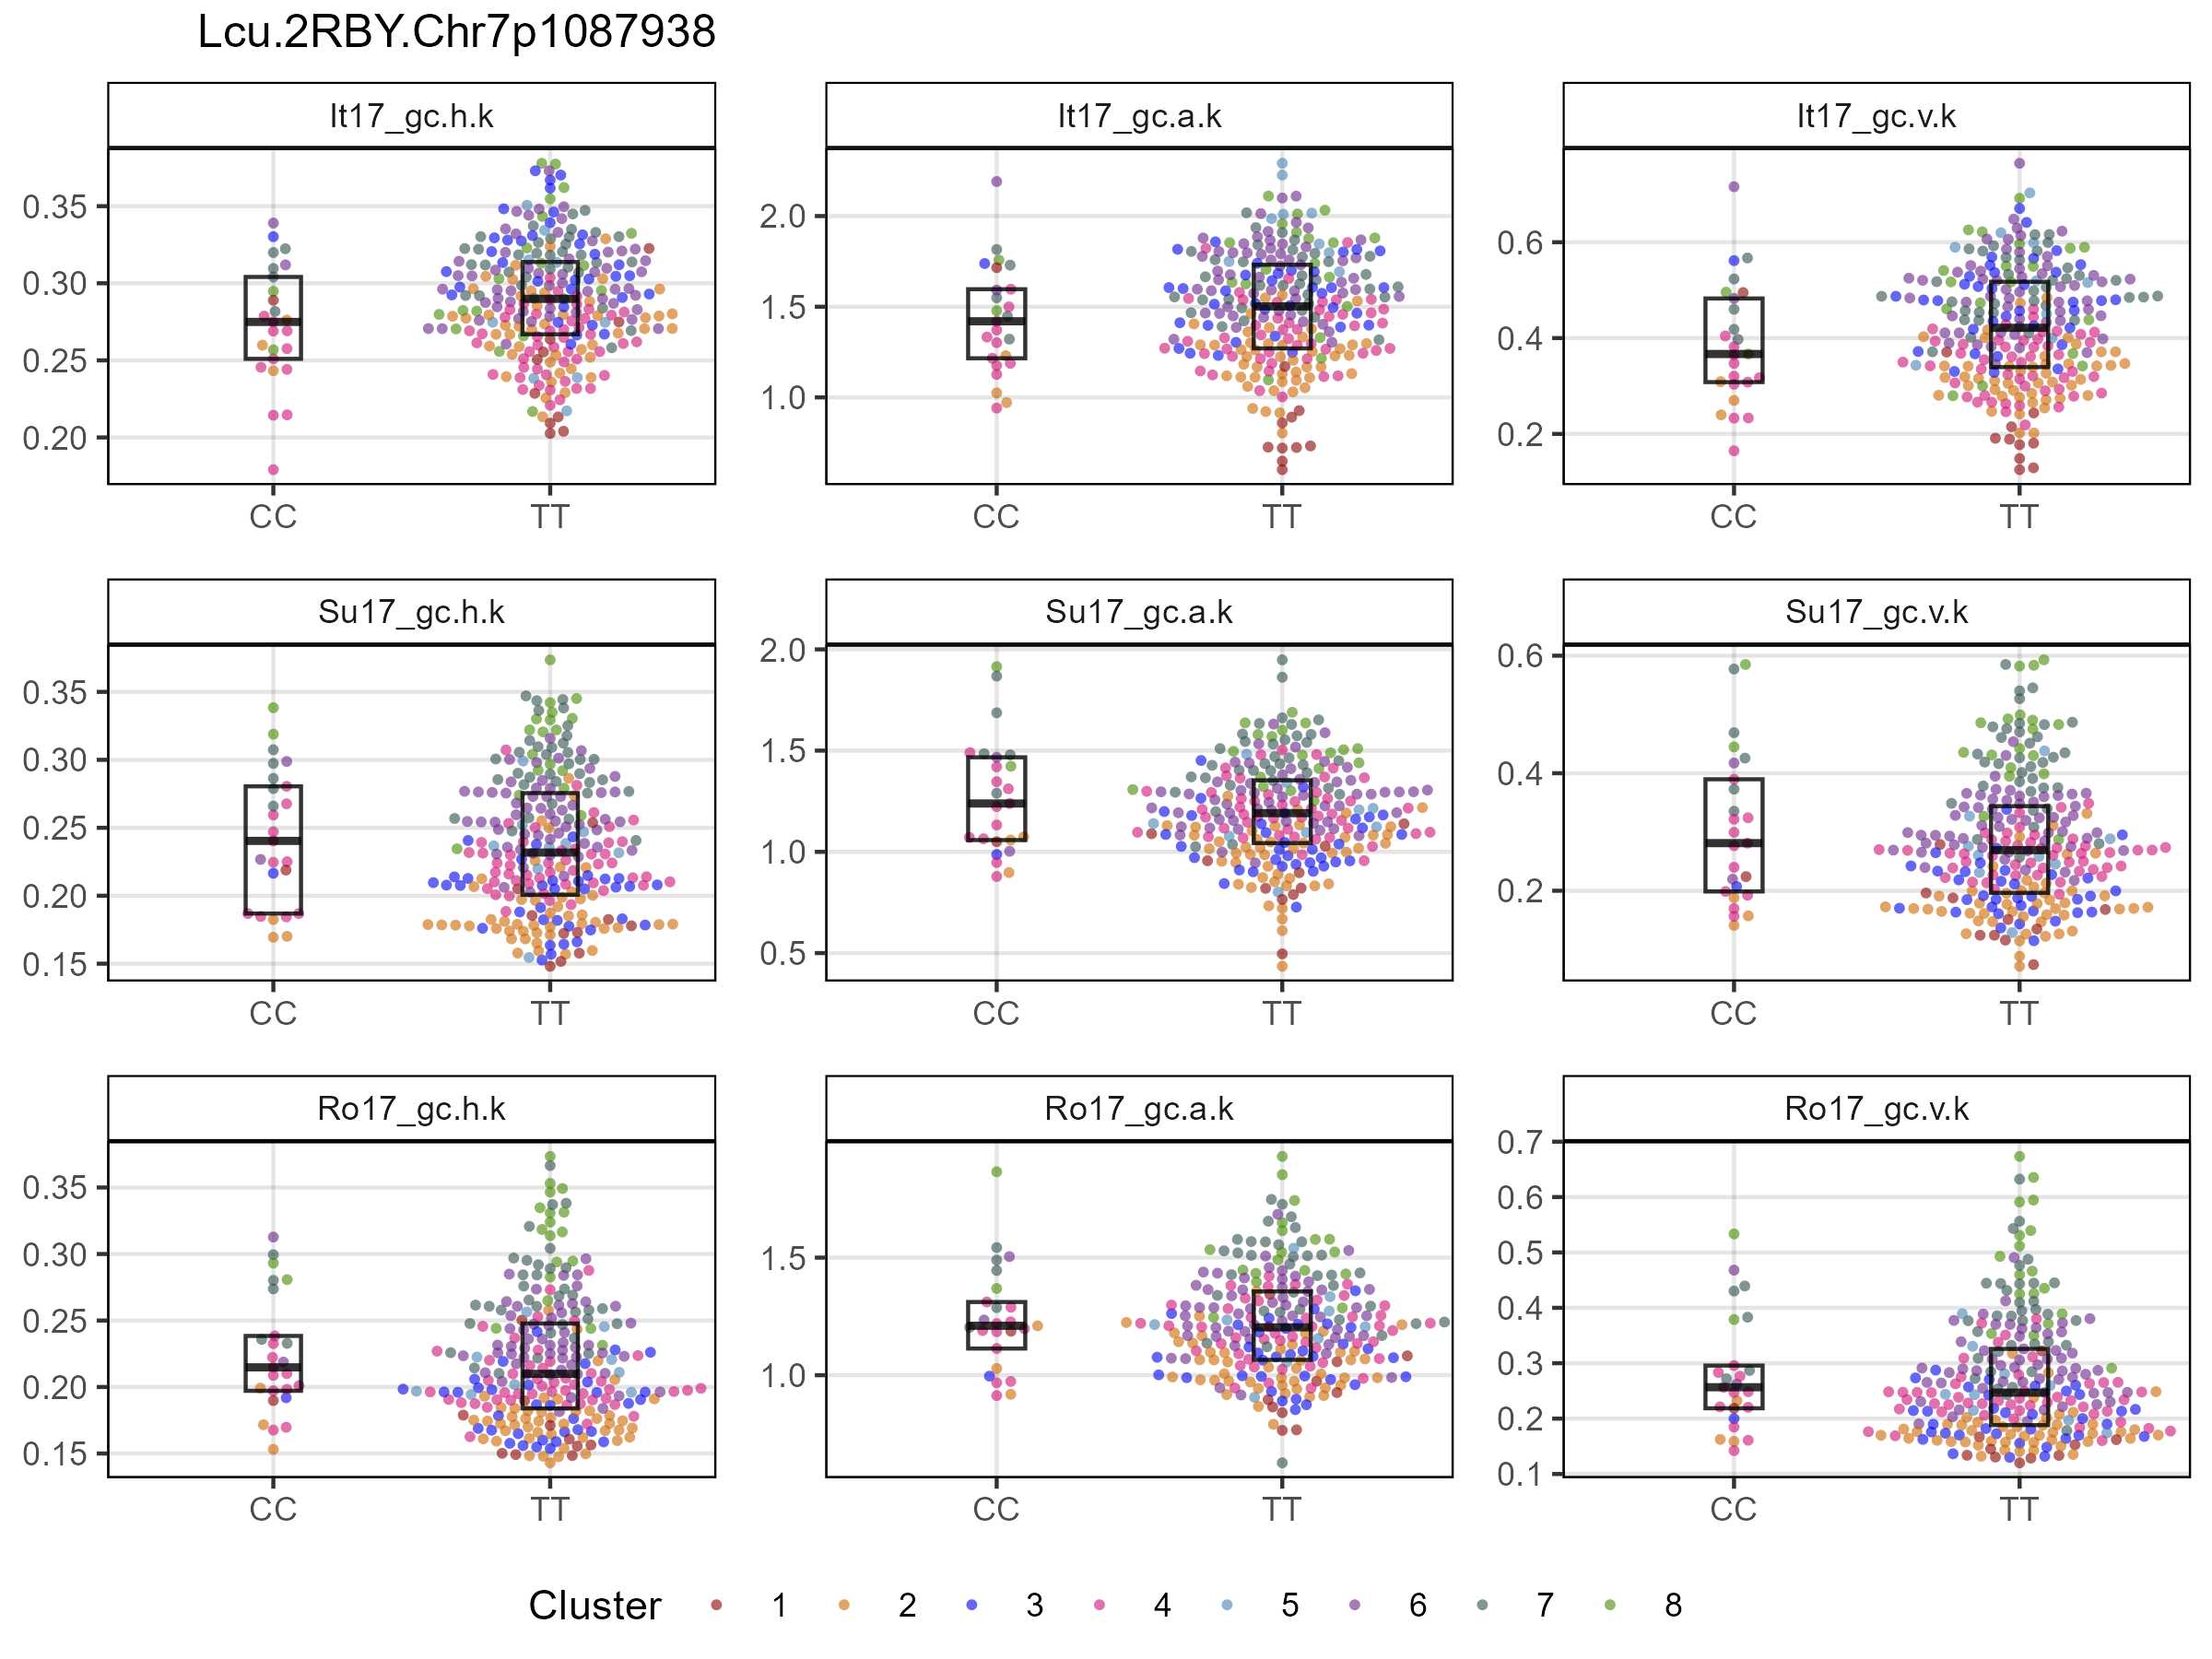 Lcu.2RBY.Chr7p1087938
It17_gc.h.k
It17_gc.a.k
It17_gc.v.k
0.35
0.30
0.25
0.20
2.0
1.5
1.0
0.6
0.4
0.2
CC
TT
CC
TT
CC
TT
Su17_gc.h.k
Su17_gc.a.k
Su17_gc.v.k
0.35
0.30
0.25
0.20
0.15
2.0
1.5
1.0
0.5
0.6
0.4
0.2
CC
TT
CC
TT
CC
TT
Ro17_gc.h.k
Ro17_gc.a.k
Ro17_gc.v.k
0.35
0.30
0.25
0.20
0.15
1.5
1.0
0.7
0.6
0.5
0.4
0.3
0.2
0.1
CC
TT
CC
TT
CC
TT
Cluster 1 2 3 4 5 6 7 8